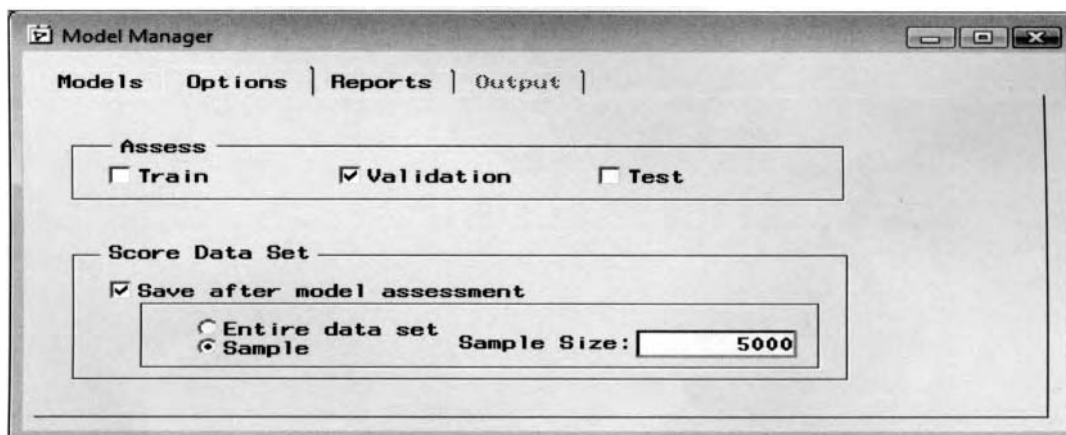 Model Manager
Models Options Reports Output
Assess
Train Validation Test
Score Data Set
Save after model assessment
Entire data set
Sample Sample Size: 5000